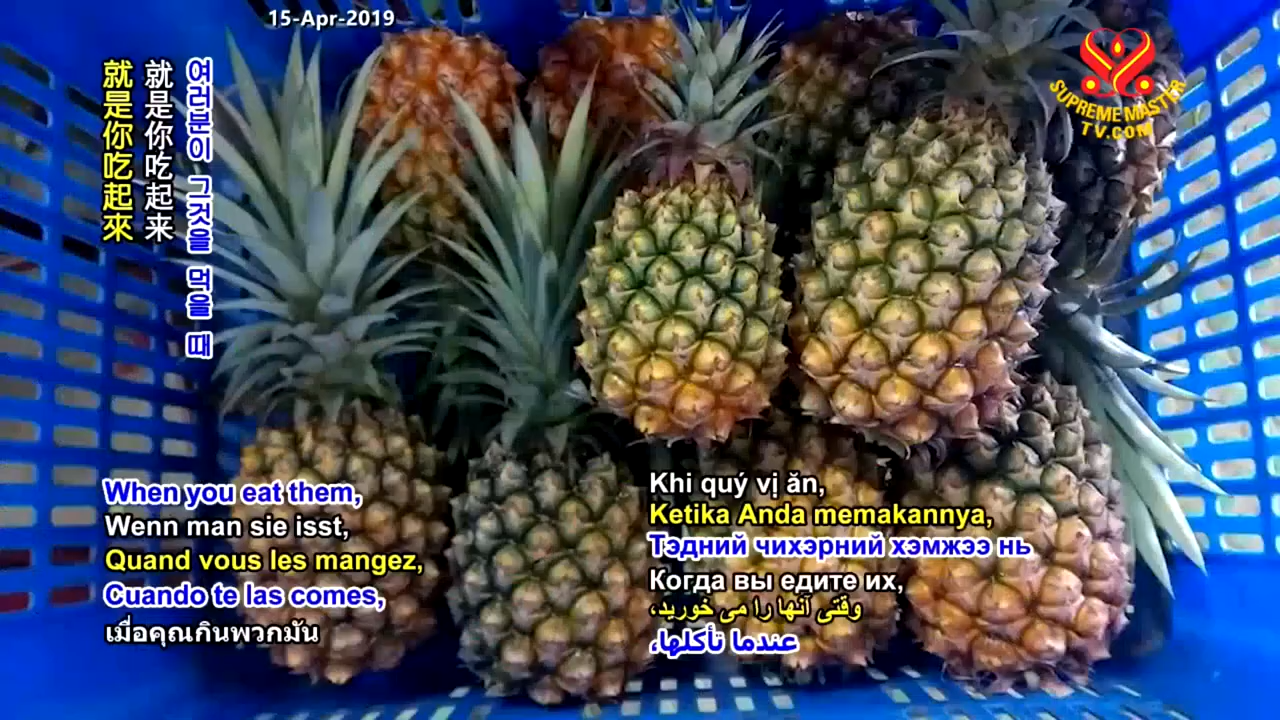 15-Apr-2019
SUPREME MASTER
TV.COM
여러분이 그것을 먹을 때
就是你吃起来
就是你吃起來
When you eat them,
Wenn man sie isst,
Quand vous les mangez,
Cuando te las comes,
เมื่อคุณกินพวกมัน
Khi quý vị ăn,
Ketika Anda memakannya,
Тэдний чихэрний хэмжээ нь
Когда вы едите их,
وقتی آنها را می خورید،
عندما تأكلها،